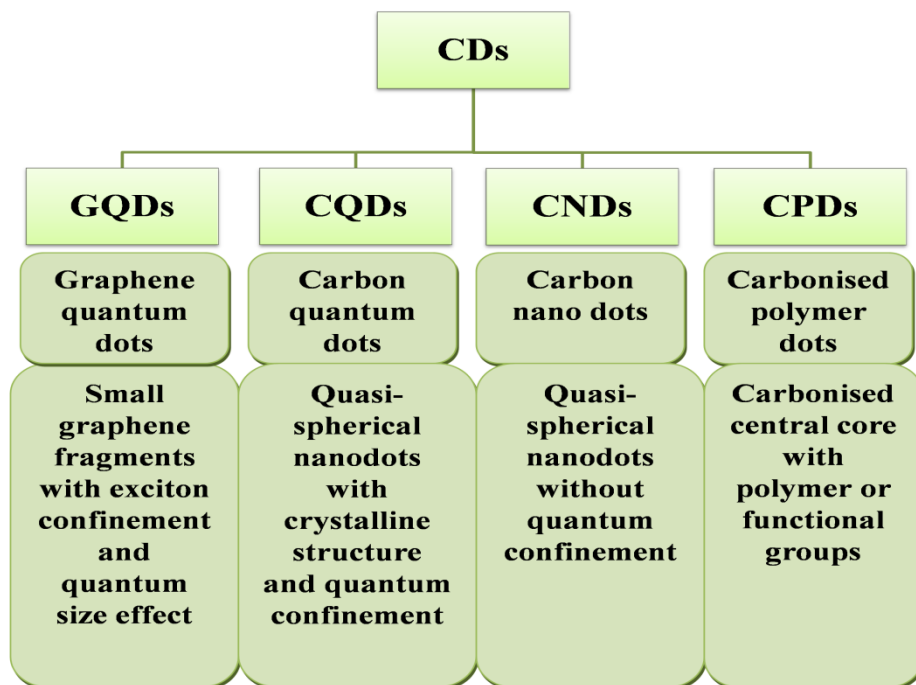 CDs
GQDs
CQDs
CNDs
CPDs
Graphene
quantum
dots
Carbon
quantum
dots
Carbon
nano dots
Carbonised
polymer
dots
Small
graphene
fragments
with exciton
confinement
and
quantum
size effect
Quasi-
spherical
nanodots
with
crystalline
structure
and quantum
confinement
Quasi-
spherical
nanodots
without
quantum
confinement
Carbonised
central core
with
polymer or
functional
groups